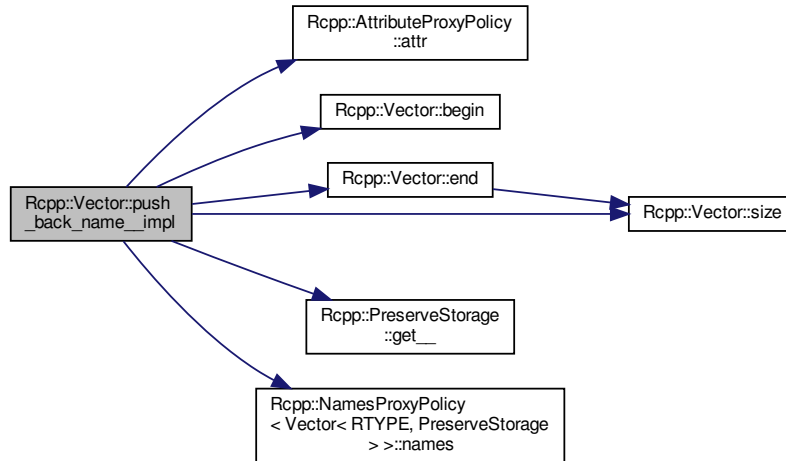 Rcpp::AttributeProxyPolicy
::attr
Rcpp::Vector::begin
Rcpp::Vector::end
Rcpp::Vector::push
_back_name__impl
Rcpp::Vector::size
Rcpp::PreserveStorage
::get__
Rcpp::NamesProxyPolicy
< Vector< RTYPE, PreserveStorage
> >::names